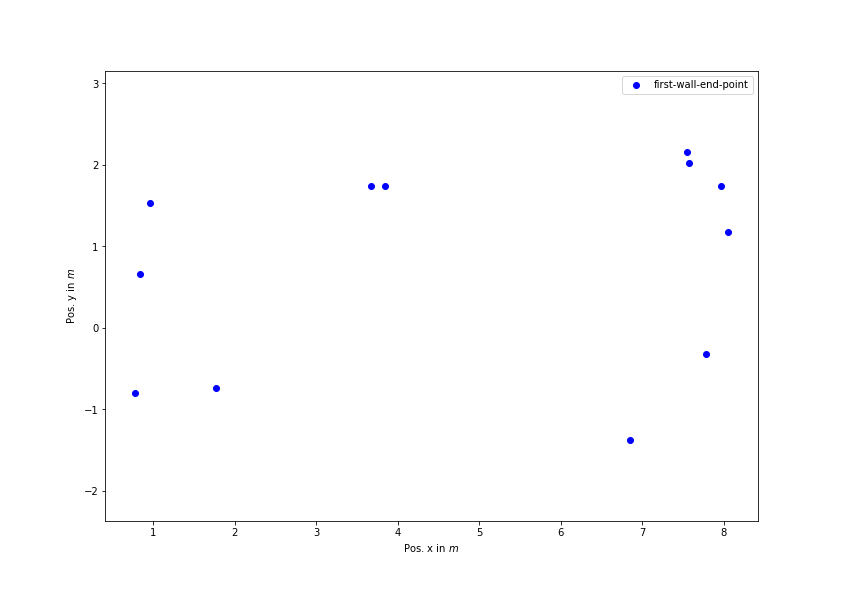 first-wall-end-point
3
2
1
0
−1
−2
Pos. y in m
1 2 3 4 5 6 7 8
Pos. x in m